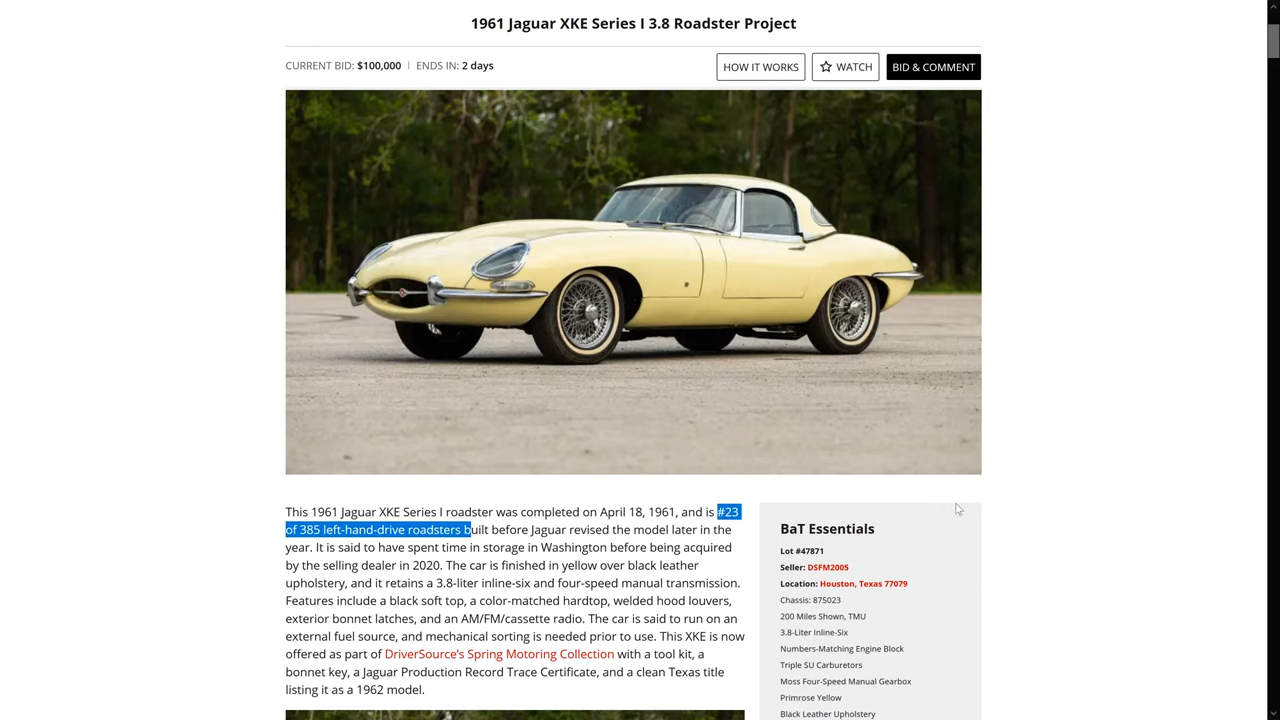 1961 Jaguar XKE Series I 3.8 Roadster Project
CURRENT BID: $100,000 | ENDS IN: 2 days
HOW IT WORKS
WATCH
BID & COMMENT
This 1961 Jaguar XKE Series I roadster was completed on April 18, 1961, and is #23
of 385 left-hand-drive roadsters built before Jaguar revised the model later in the
year. It is said to have spent time in storage in Washington before being acquired
by the selling dealer in 2020. The car is finished in yellow over black leather
upholstery, and it retains a 3.8-liter inline-six and four-speed manual transmission.
Features include a black soft top, a color-matched hardtop, welded hood louvers,
exterior bonnet latches, and an AM/FM/cassette radio. The car is said to run on an
external fuel source, and mechanical sorting is needed prior to use. This XKE is now
offered as part of DriverSource's Spring Motoring Collection with a tool kit, a
bonnet key, a Jaguar Production Record Trace Certificate, and a clean Texas title
listing it as a 1962 model.
BaT Essentials
Lot #47871
Seller: DSFM2005
Location: Houston, Texas 77079
Chassis: 875023
200 Miles Shown, TMU
3.8-Liter Inline-Six
Numbers-Matching Engine Block
Triple SU Carburetors
Moss Four-Speed Manual Gearbox
Primrose Yellow
Black Leather Upholstery